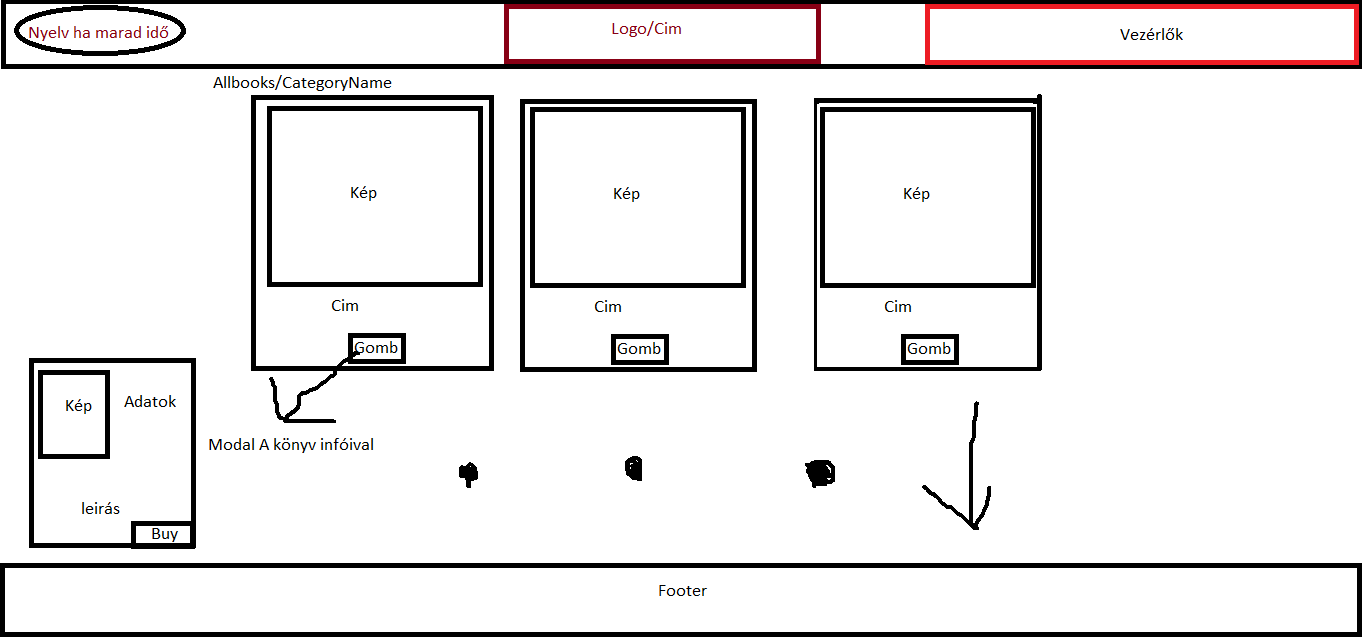 Nyelv ha marad idő
Logo/Cim
Vezérlők
Allbooks/CategoryName
Kép
Kép
Kép
Cim
Cim
Cim
Gomb
Gomb
Gomb
Kép
Adatok
Modal A könyv infóival
leirás
Buy
Footer